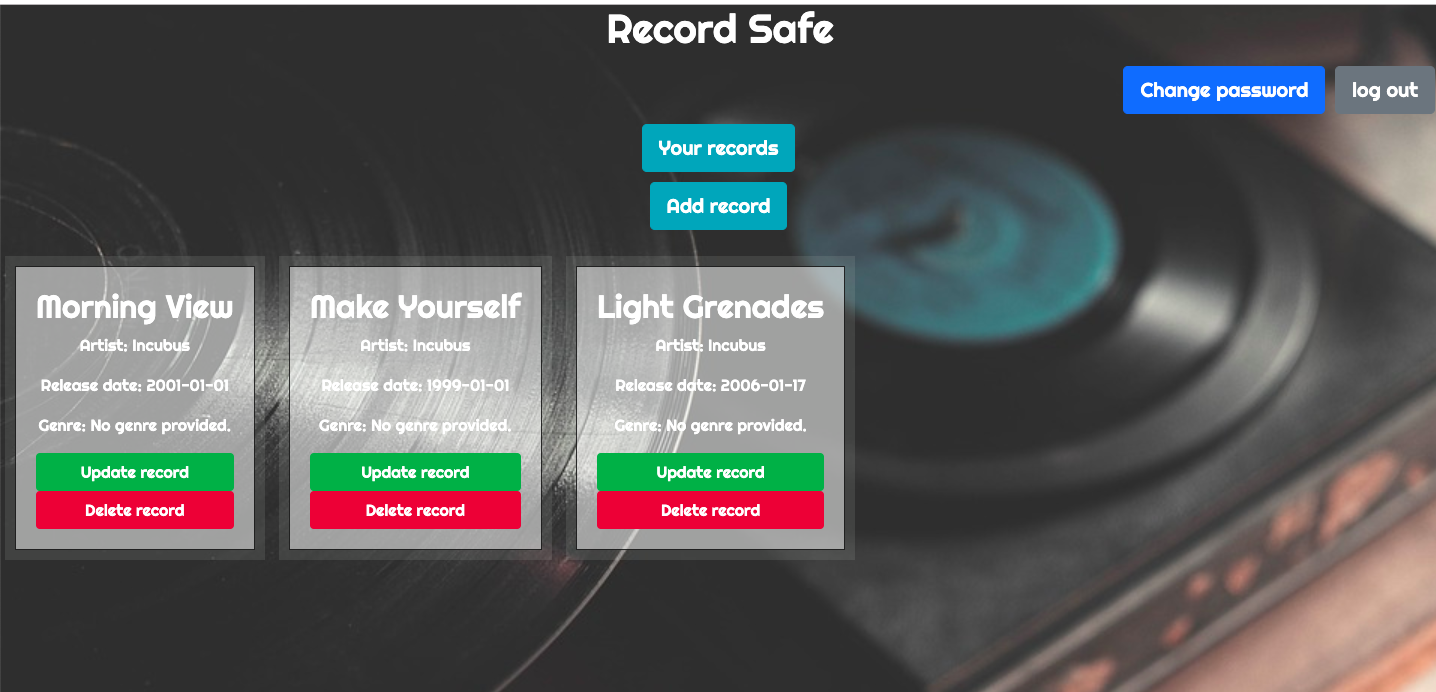 Record Safe
Change password
log out
Your records
Add record
Morning View
Artist: Incubus
Release date: 2001-01-01
Genre: No genre provided.
Update record
Delete record
Make Yourself
Artist: Incubus
Release date: 1999-01-01
Genre: No genre provided.
Update record
Delete record
Light Grenades
Artist: Incubus
Release date: 2006-01-17
Genre: No genre provided.
Update record
Delete record